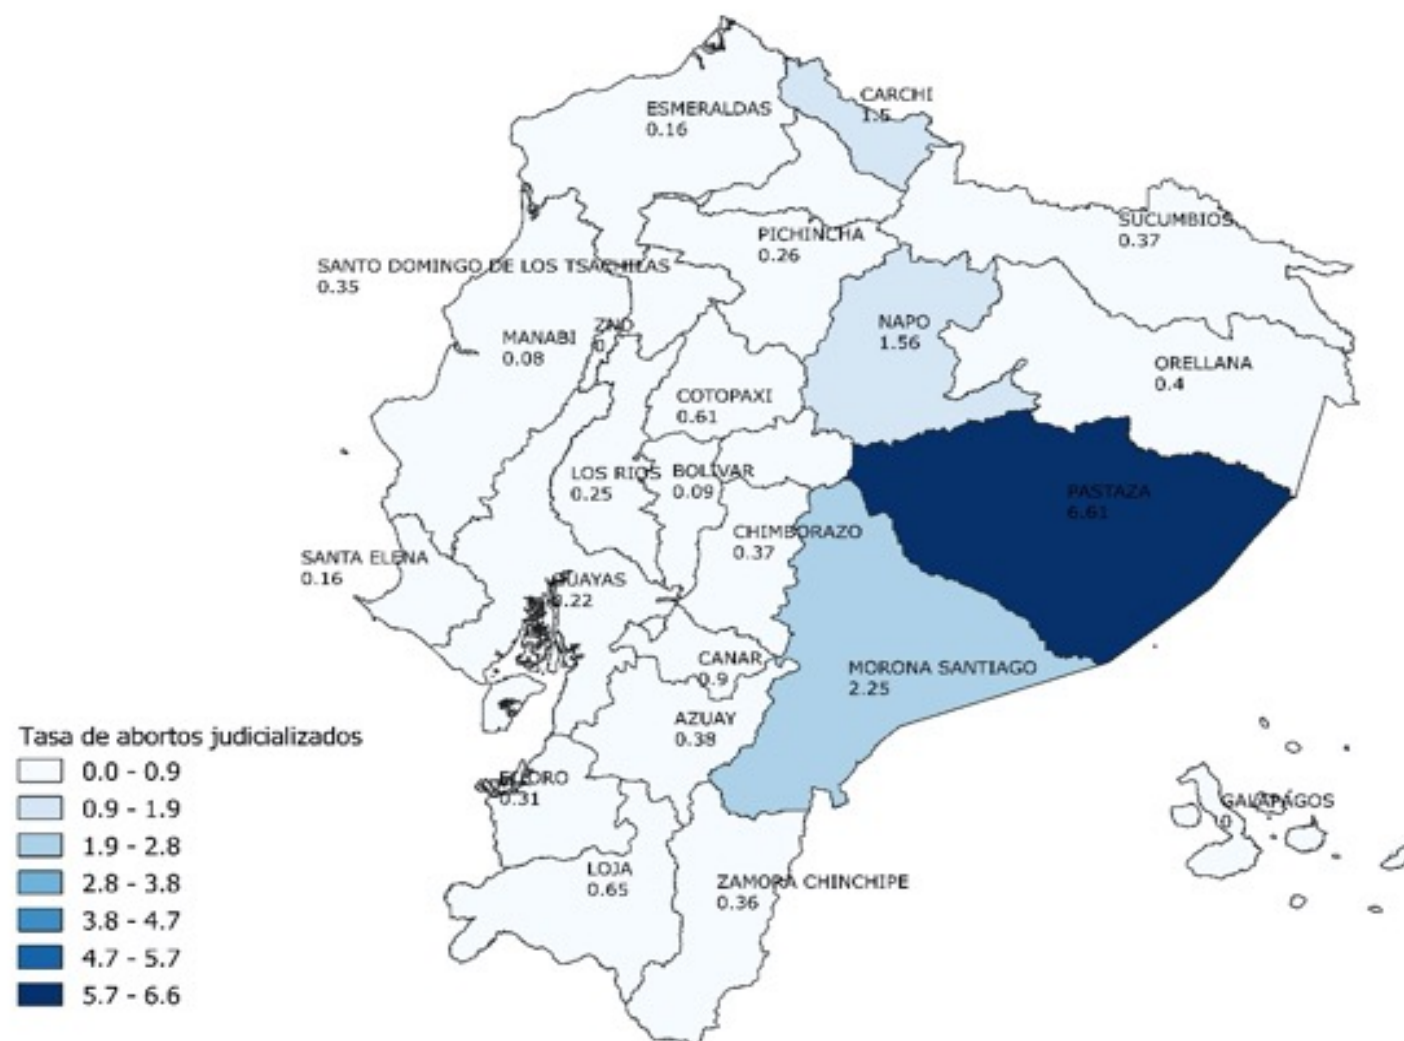 CARCHI
1.5
ESMERALDAS
0.16
SUCUMBIOS
0.37
PICHINCHA
0.26
SANTO DOMINGO DE LOS TSACHILAS
0.35
NAPO
1.56
ZND
0
MANABI
0.08
ORELLANA
0.4
COTOPAXI
0.61
LOS RIOS
0.25
BOLIVAR
0.09
PASTAZA
6.61
CHIMBORAZO
0.37
SANTA ELENA
0.16
GUAYAS
0.22
CANAR
0.9
MORONA SANTIAGO
2.25
AZUAY
0.38
EL ORO
0.31
GALAPAGOS
0
LOJA
0.65
ZAMORA CHINCHIPE
0.36
Tasa de abortos judicializados
0.0 - 0.9
0.9 - 1.9
1.9 - 2.8
2.8 - 3.8
3.8 - 4.7
4.7 - 5.7
5.7 - 6.6